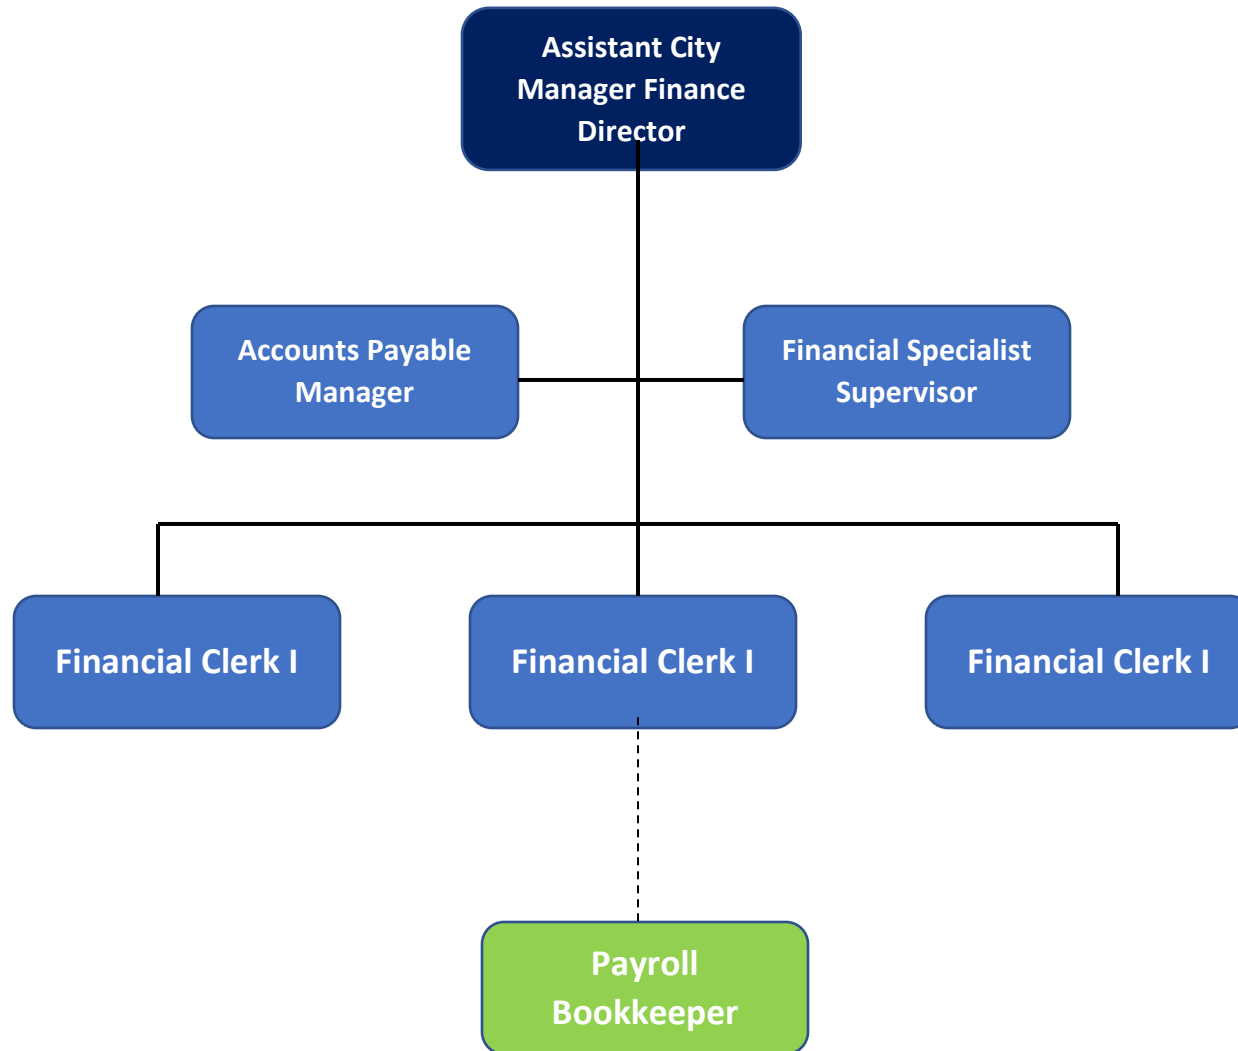 Assistant City
Manager Finance
Director
Accounts Payable
Manager
Financial Specialist
Supervisor
Financial Clerk I
Financial Clerk I
Financial Clerk I
Payroll
Bookkeeper